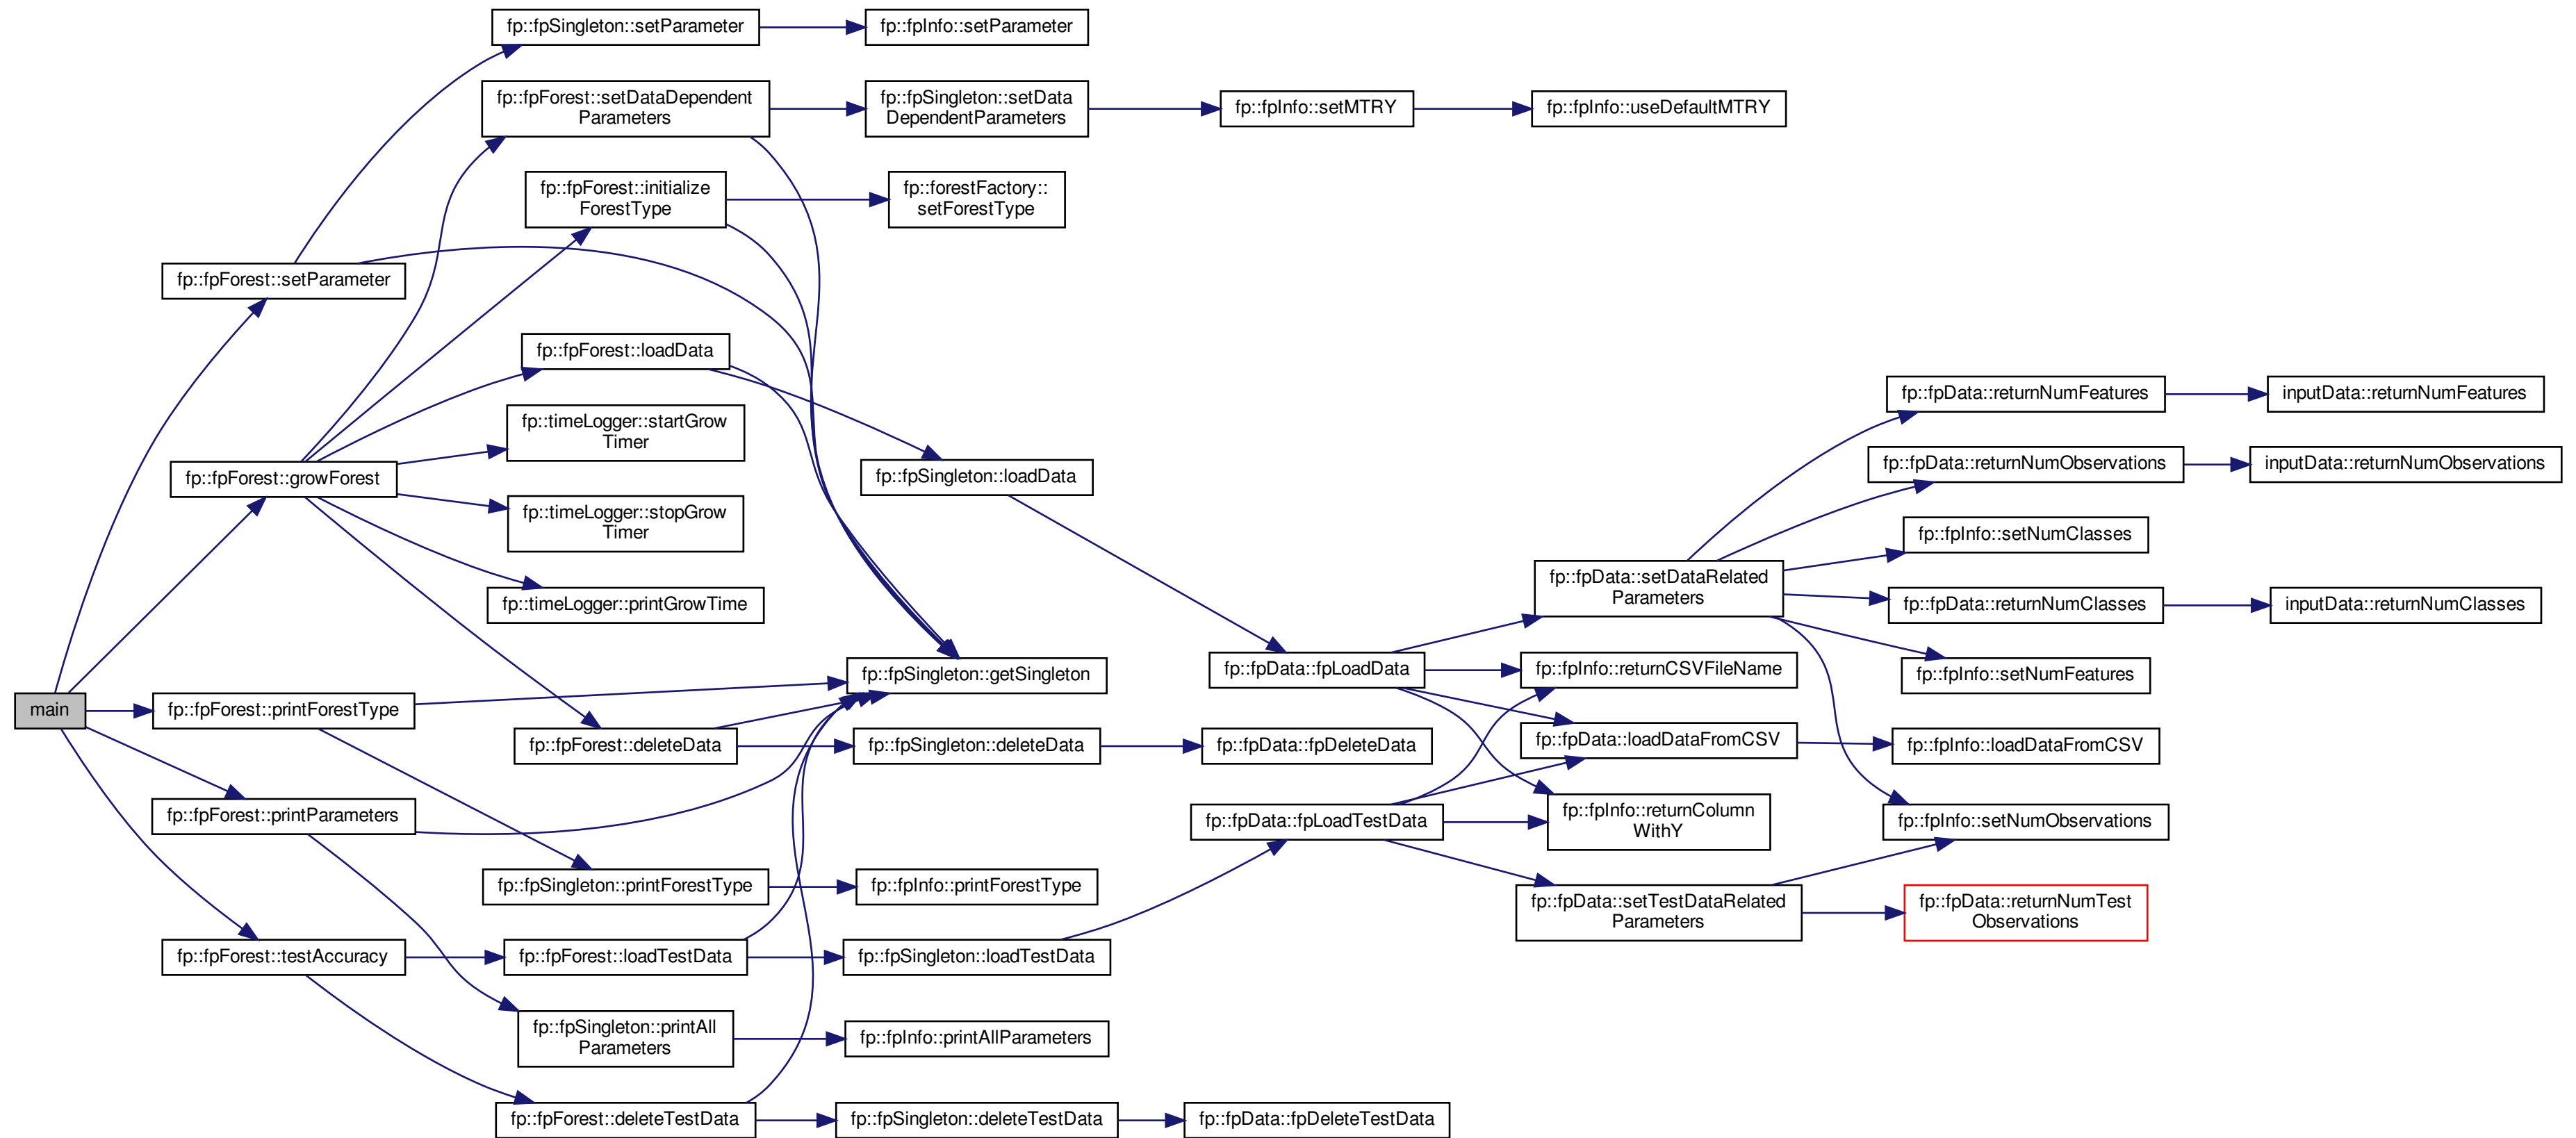 fp::fpSingleton::setParameter
fp::fpInfo::setParameter
fp::fpForest::setDataDependent
Parameters
fp::fpSingleton::setData
DependentParameters
fp::fpInfo::setMTRY
fp::fpInfo::useDefaultMTRY
fp::fpForest::initialize
ForestType
fp::forestFactory::
setForestType
fp::fpForest::setParameter
fp::fpForest::loadData
fp::fpData::returnNumFeatures
inputData::returnNumFeatures
fp::timeLogger::startGrow
Timer
fp::fpForest::growForest
fp::fpSingleton::loadData
fp::fpData::returnNumObservations
inputData::returnNumObservations
fp::timeLogger::stopGrow
Timer
fp::fpInfo::setNumClasses
fp::fpData::setDataRelated
Parameters
fp::timeLogger::printGrowTime
fp::fpData::returnNumClasses
inputData::returnNumClasses
fp::fpSingleton::getSingleton
fp::fpData::fpLoadData
fp::fpInfo::returnCSVFileName
fp::fpInfo::setNumFeatures
main
fp::fpForest::printForestType
fp::fpForest::deleteData
fp::fpSingleton::deleteData
fp::fpData::fpDeleteData
fp::fpData::loadDataFromCSV
fp::fpInfo::loadDataFromCSV
fp::fpForest::printParameters
fp::fpData::fpLoadTestData
fp::fpInfo::returnColumn
WithY
fp::fpInfo::setNumObservations
fp::fpSingleton::printForestType
fp::fpInfo::printForestType
fp::fpData::setTestDataRelated
Parameters
fp::fpData::returnNumTest
Observations
fp::fpForest::testAccuracy
fp::fpForest::loadTestData
fp::fpSingleton::loadTestData
fp::fpSingleton::printAll
Parameters
fp::fpInfo::printAllParameters
fp::fpForest::deleteTestData
fp::fpSingleton::deleteTestData
fp::fpData::fpDeleteTestData